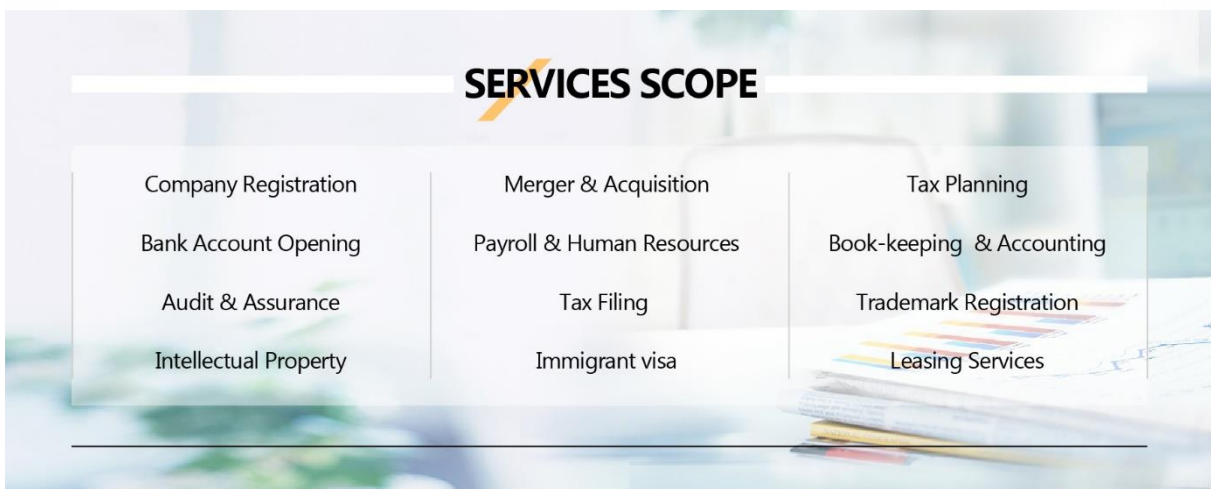 SERVICES SCOPE
Company Registration
Merger & Acquisition
Tax Planning
Bank Account Opening
Payroll & Human Resources
Book-keeping & Accounting
Audit & Assurance
Tax Filing
Trademark Registration
Intellectual Property
Immigrant visa
Leasing Services